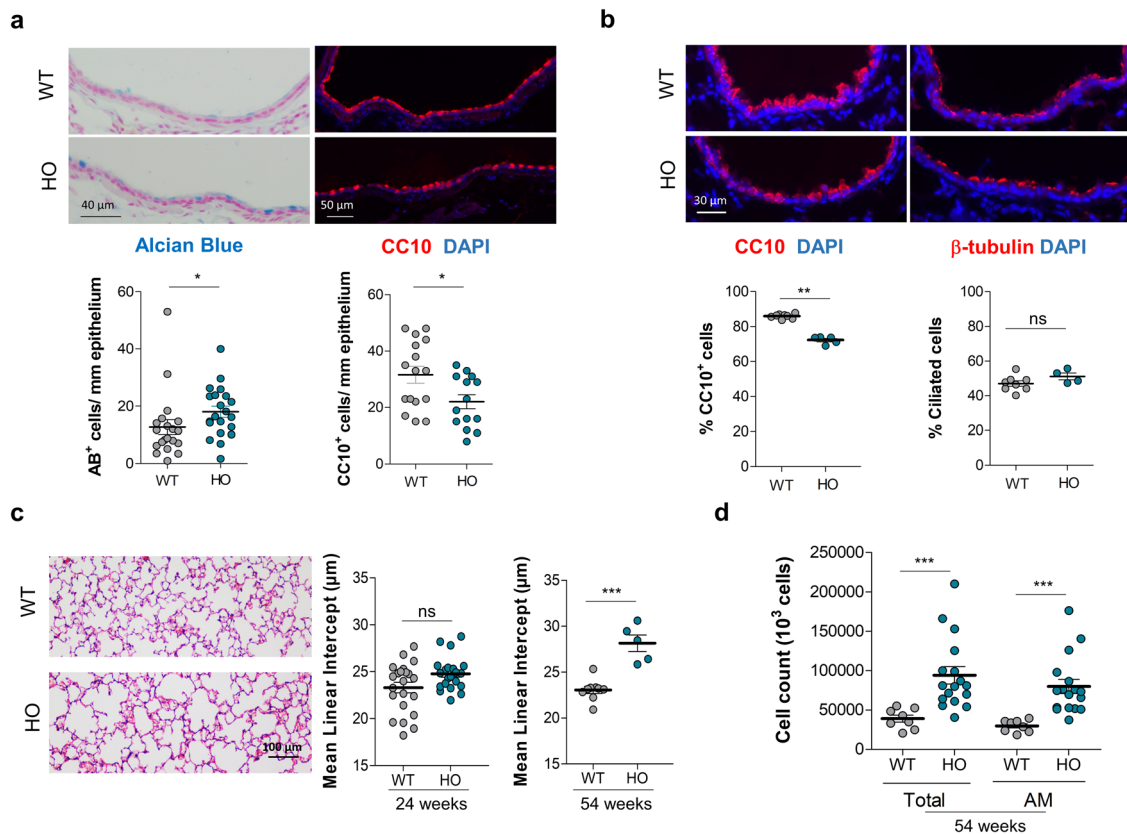 a
WT
HO
40 µm
50 µm
Alcian Blue
CC10 DAPI
AB+ cells/ mm epithelium
60
40
20
0
*
WT HO
CC10+ cells/ mm epithelium
60
40
20
0
*
WT HO
b
WT
HO
30 µm
CC10 DAPI
β-tubulin DAPI
% CC10+ cells
100
80
60
40
20
0
**
WT HO
% Ciliated cells
100
80
60
40
20
0
ns
WT HO
c
WT
HO
100 µm
Mean Linear Intercept (µm)
35
30
25
20
15
ns
WT HO
24 weeks
Mean Linear Intercept (µm)
35
30
25
20
15
***
WT HO
54 weeks
d
Cell count (10³ cells)
250000
200000
150000
100000
50000
0
***
***
WT HO WT HO
Total AM
54 weeks